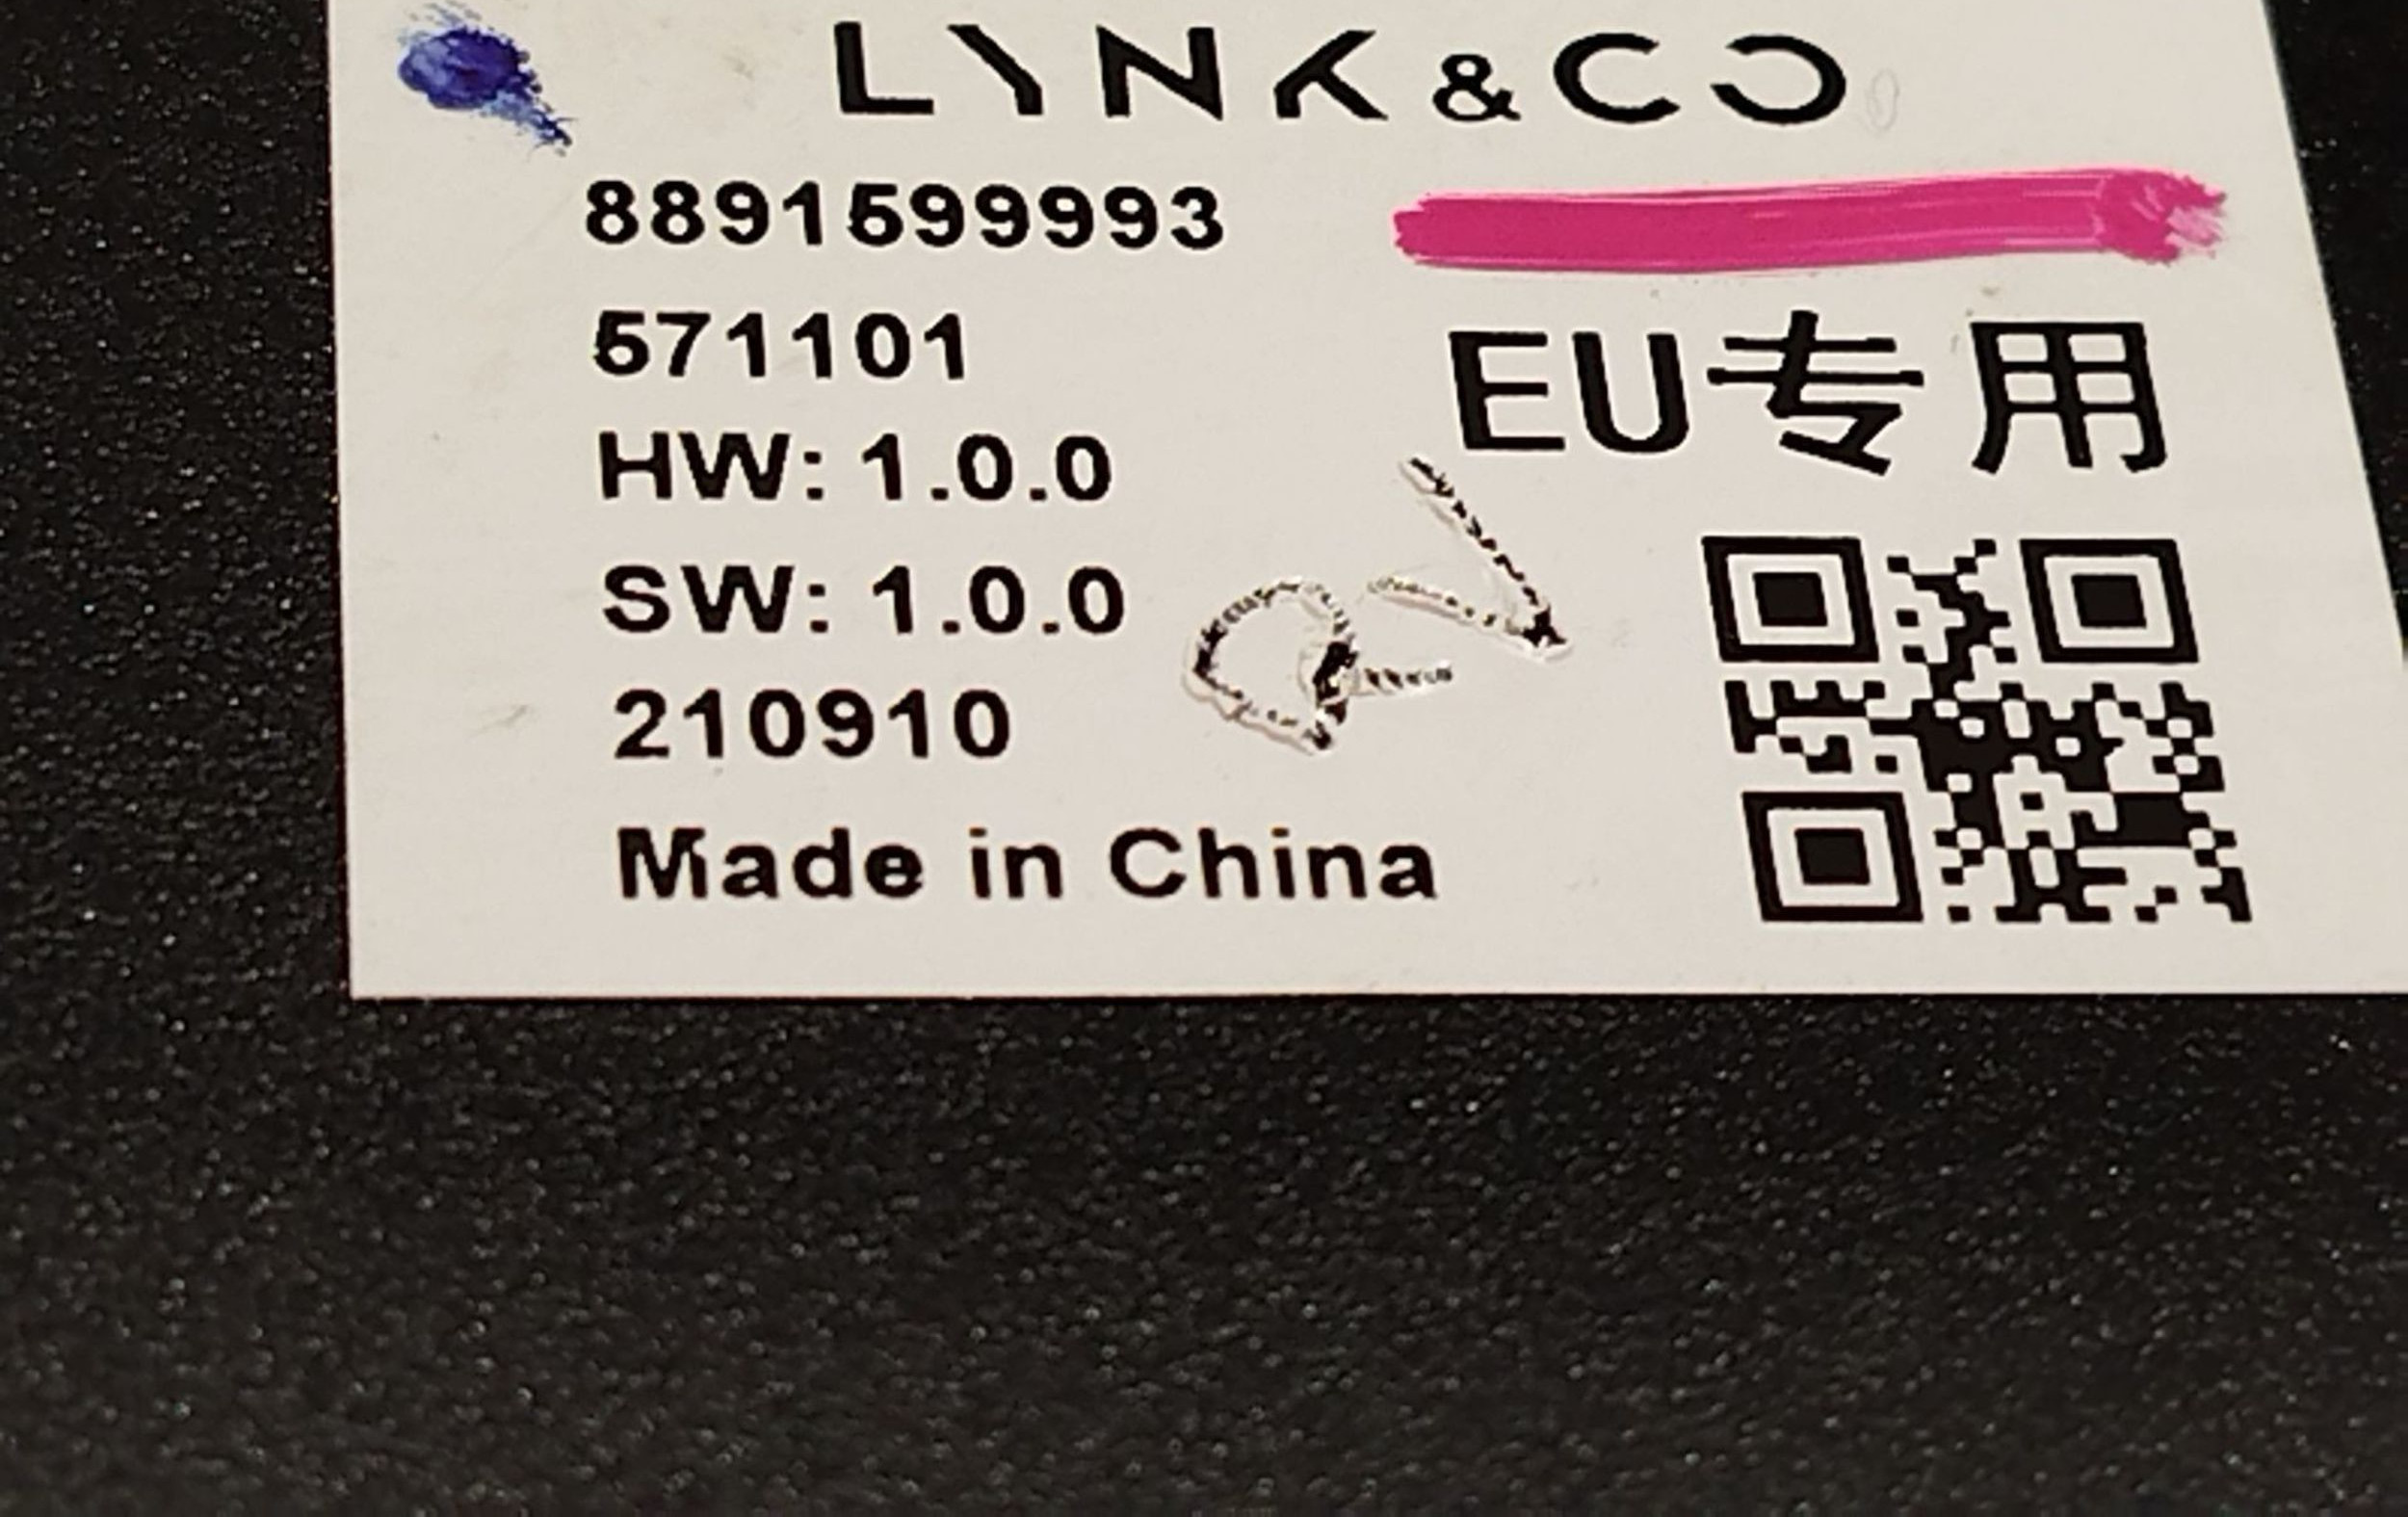 LYNK&CO
8891599993
571101
EU专用
HW: 1.0.0
SW: 1.0.0
210910
Made in China